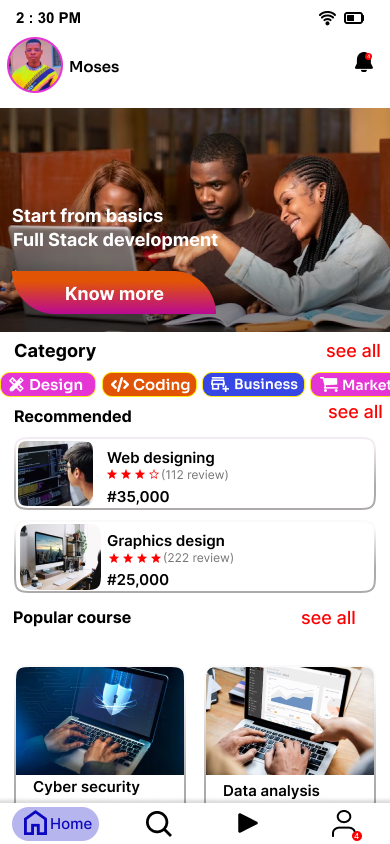 2 : 30 PM
Moses
Start from basics
Full Stack development
Know more
Category see all
Design Coding Business Market
Recommended see all
Web designing
(112 review)
#35,000
Graphics design
(222 review)
#25,000
Popular course see all
Cyber security Data analysis
Home
4